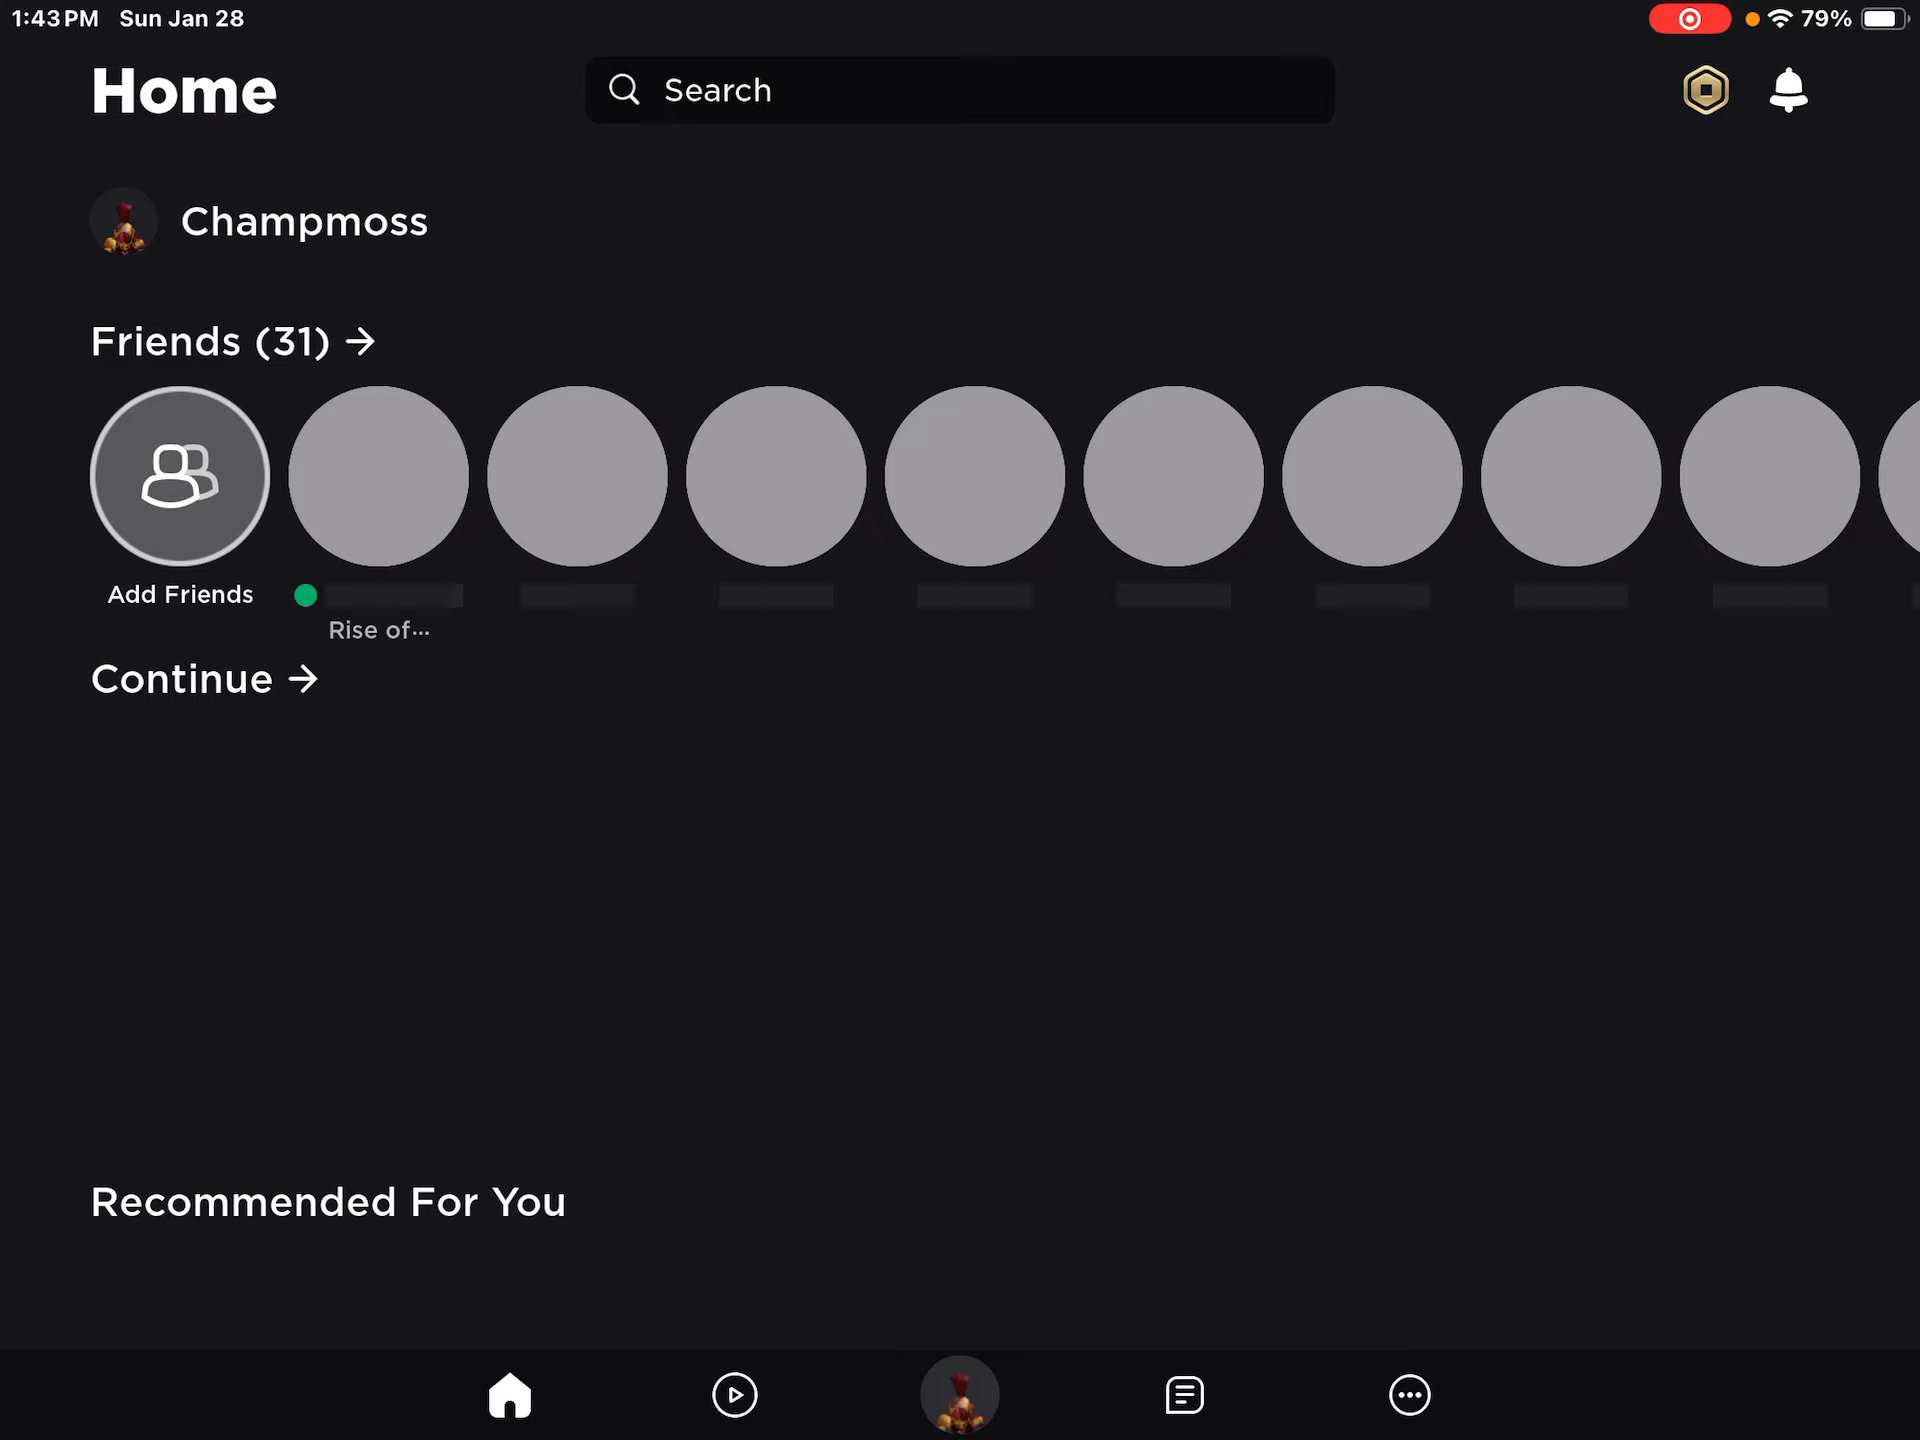 1:43 PM Sun Jan 28 79%
Home
Search
Champmoss
Friends (31)
Add Friends
Rise of...
Continue
Recommended For You